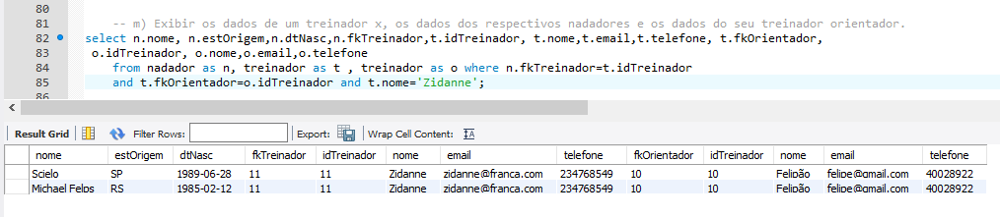 80
81 -- m) Exibir os dados de um treinador x, os dados dos respectivos nadadores e os dados do seu treinador orientador.
82 select n.nome, n.estOrigem,n.dtNasc,n.fkTreinador,t.idTreinador, t.nome,t.email,t.telefone, t.fkOrientador,
83 o.idTreinador, o.nome,o.email,o.telefone
84 from nadador as n, treinador as t , treinador as o where n.fkTreinador=t.idTreinador
85 and t.fkOrientador=o.idTreinador and t.nome='Zidanne';
86
Result Grid Filter Rows: Export: Wrap Cell Content:
nome estOrigem dtNasc fkTreinador idTreinador nome email telefone fkOrientador idTreinador nome email telefone
Scielo SP 1989-06-28 11 11 Zidanne zidanne@franca.com 234768549 10 10 Felipão felipe@gmail.com 40028922
Michael Felps RS 1985-02-12 11 11 Zidanne zidanne@franca.com 234768549 10 10 Felipão felipe@gmail.com 40028922